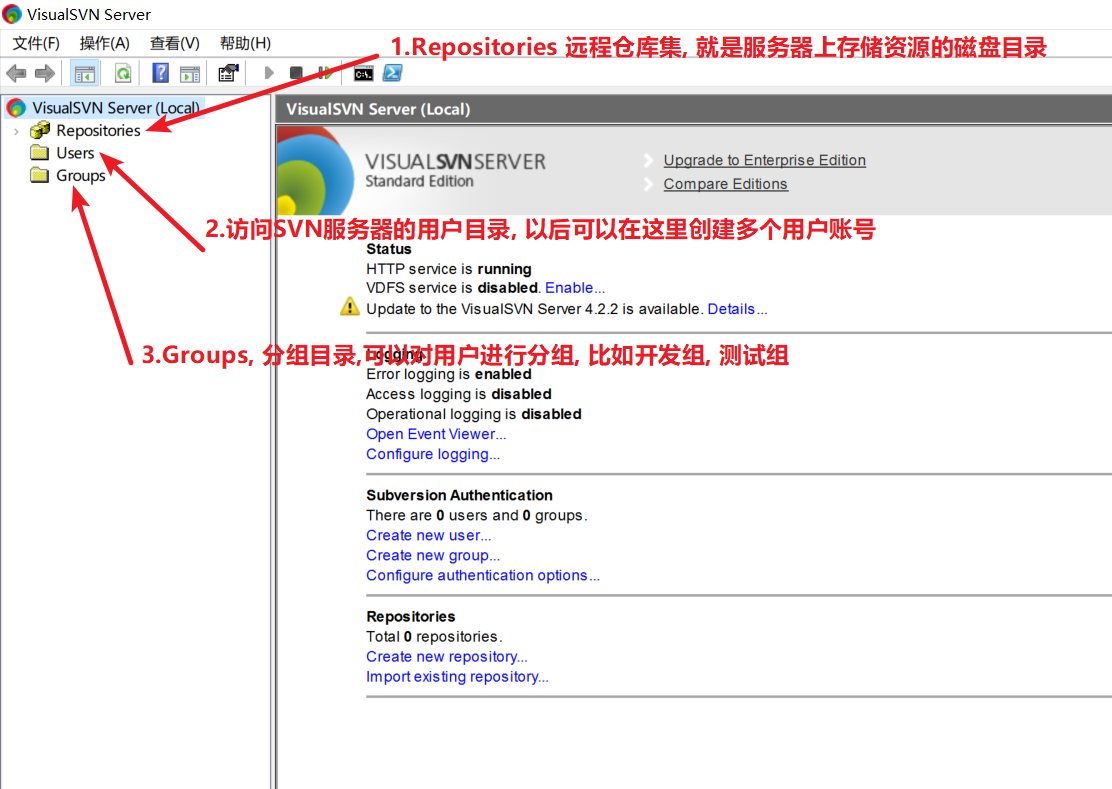 VisualSVN Server
文件(F) 操作(A) 查看(V) 帮助(H)
1.Repositories 远程仓库集, 就是服务器上存储资源的磁盘目录
C:\
VisualSVN Server (Local)
Repositories
Users
Groups
VisualSVN Server (Local)
VISUALSVNSERVER
Standard Edition
Upgrade to Enterprise Edition
Compare Editions
2.访问SVN服务器的用户目录, 以后可以在这里创建多个用户账号
Status
HTTP service is running
VDFS service is disabled. Enable...
Update to the VisualSVN Server 4.2.2 is available. Details...
3.Groups, 分组目录,可以对用户进行分组, 比如开发组, 测试组
Logging
Error logging is enabled
Access logging is disabled
Operational logging is disabled
Open Event Viewer...
Configure logging...
Subversion Authentication
There are 0 users and 0 groups.
Create new user...
Create new group...
Configure authentication options...
Repositories
Total 0 repositories.
Create new repository...
Import existing repository...